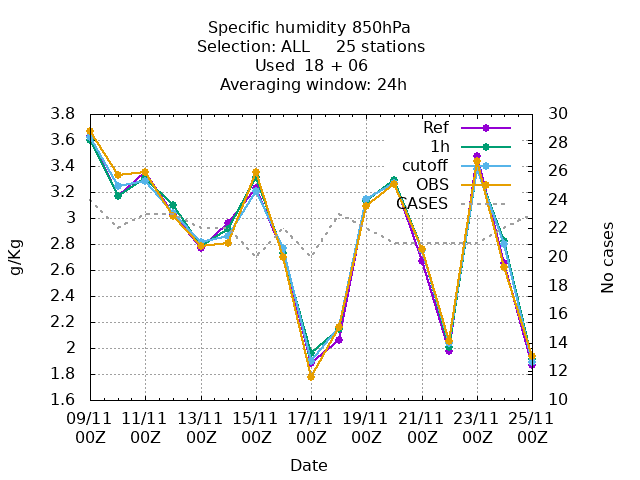 Specific humidity 850hPa
Selection: ALL 25 stations
Used 18 + 06
Averaging window: 24h
3.8
3.6
3.4
3.2
3
2.8
2.6
2.4
2.2
2
1.8
1.6
g/Kg
30
28
26
24
22
20
18
16
14
12
10
No cases
Ref
1h
cutoff
OBS
CASES
09/11 11/11 13/11 15/11 17/11 19/11 21/11 23/11 25/11
00Z 00Z 00Z 00Z 00Z 00Z 00Z 00Z 00Z
Date